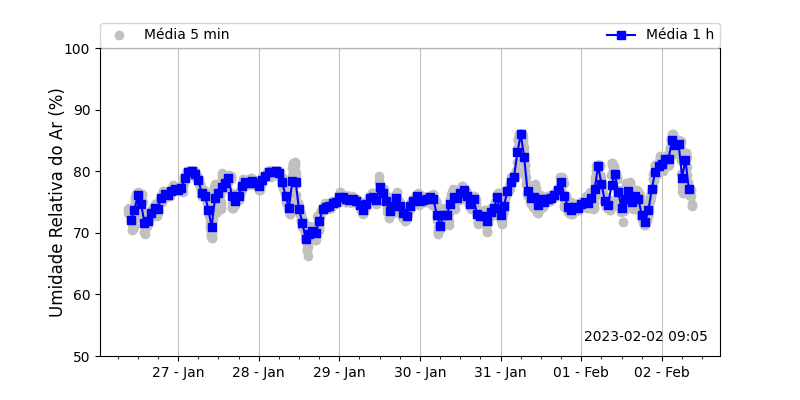 Média 5 min
Média 1 h
Umidade Relativa do Ar (%)
100
90
80
70
60
50
2023-02-02 09:05
27 - Jan
28 - Jan
29 - Jan
30 - Jan
31 - Jan
01 - Feb
02 - Feb